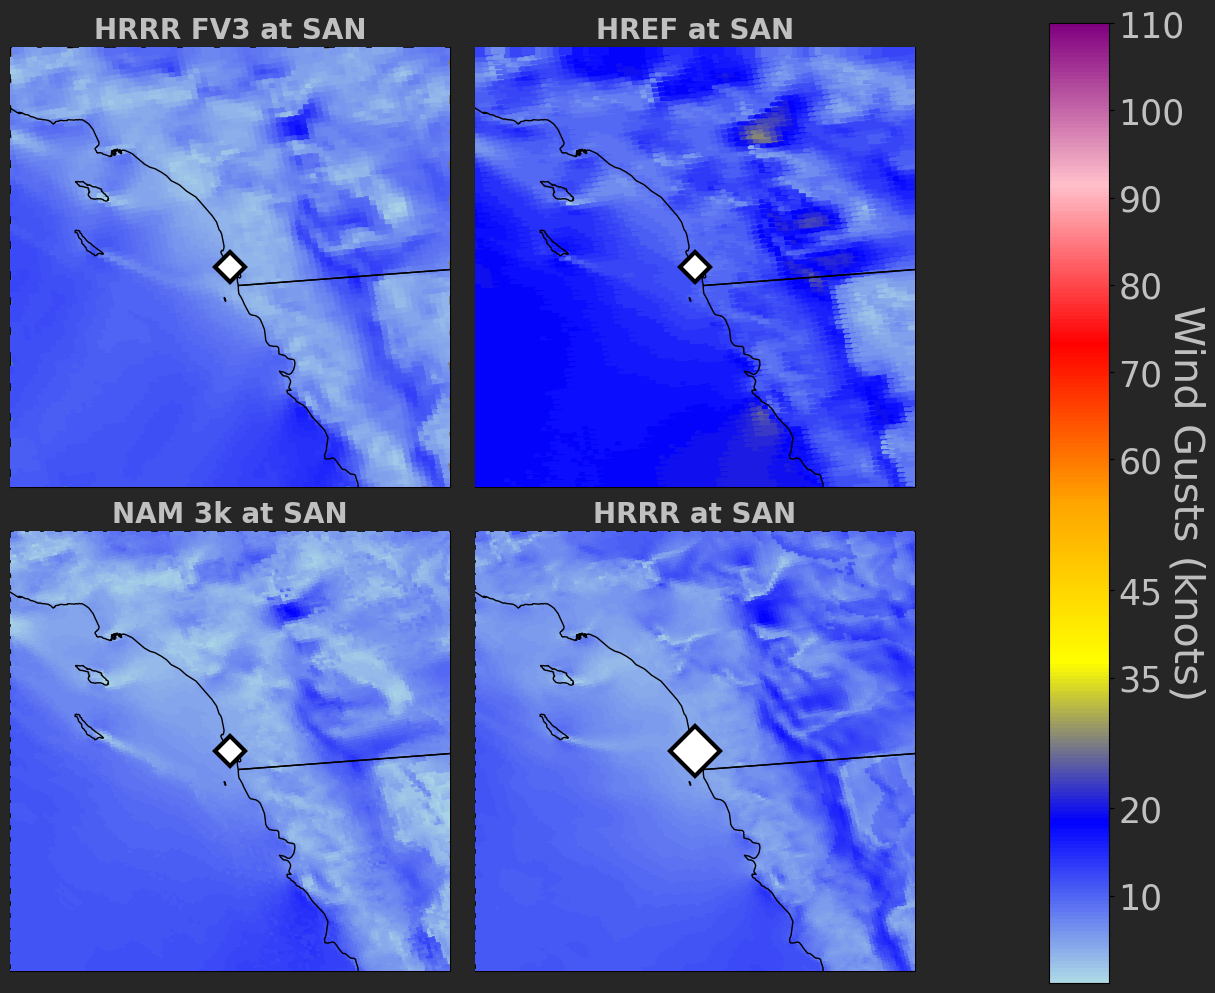 HRRR FV3 at SAN
HREF at SAN
NAM 3k at SAN
HRRR at SAN
110
100
90
80
70
60
45
35
20
10
Wind Gusts (knots)